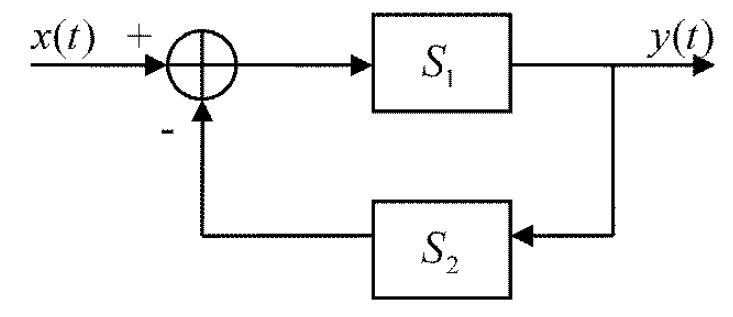 x(t) + S₁ y(t)
-
S₂